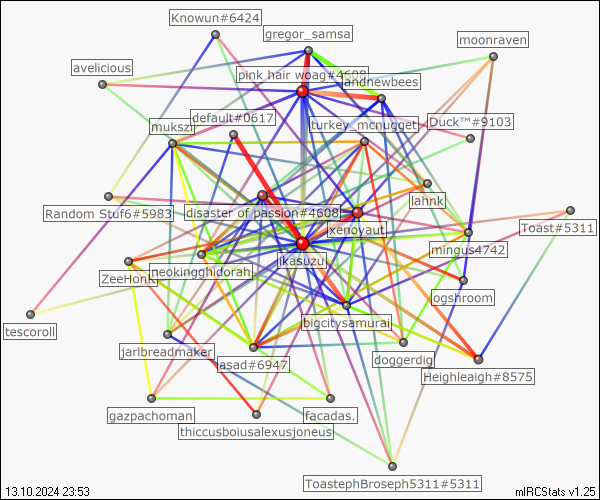 Knowun#6424
gregor_samsa
moonraven
avelicious
pink hair woag#4608
landnewbees
default#0617
turkey_mcnugget
Duck™#9103
mukszi
lahnk
Random Stuf6#5983
disaster of passion#4608
xenoyaut
Toast#5311
mingus4742
ikasuzu
neokingghidorah
ZeeHonk
ogshroom
bigcitysamurai
tescoroll
jarlbreadmaker
asad#6947
doggerdig
Heighleaigh#8575
gazpachoman
facadas.
thiccusboiusalexusjoneus
ToastephBroseph5311#5311
13.10.2024 23:53
mIRCStats v1.25